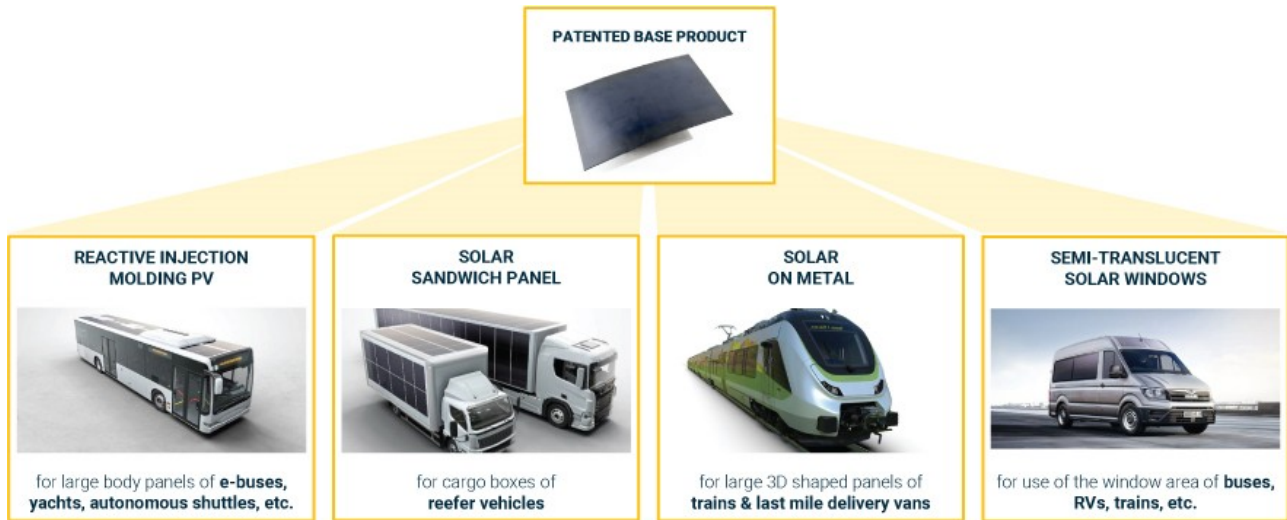 PATENTED BASE PRODUCT
REACTIVE INJECTION
MOLDING PV
for large body panels of e-buses,
yachts, autonomous shuttles, etc.
SOLAR
SANDWICH PANEL
for cargo boxes of
reefer vehicles
SOLAR
ON METAL
for large 3D shaped panels of
trains & last mile delivery vans
SEMI-TRANSLUCENT
SOLAR WINDOWS
for use of the window area of buses,
RVs, trains, etc.